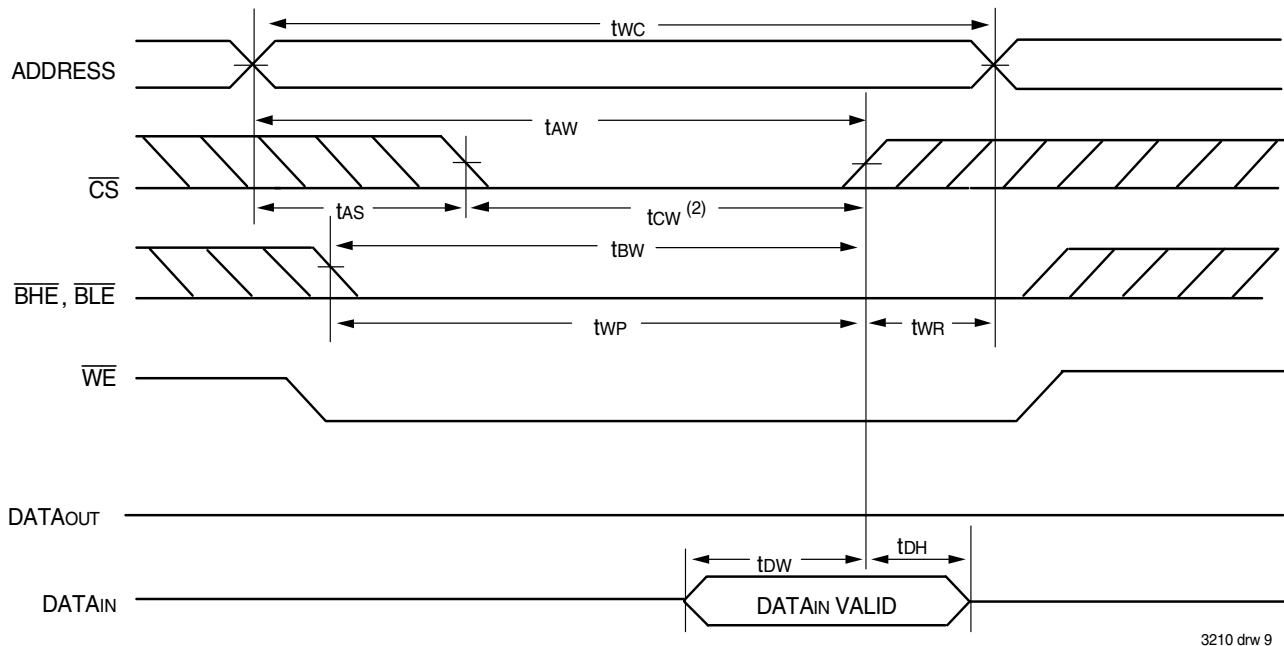 tWC
ADDRESS
tAW
CS
tAS
tCW (2)
tBW
BHE, BLE
tWP
tWR
WE
DATAOUT
tDW
tDH
DATAIN
DATAIN VALID
3210 drw 9